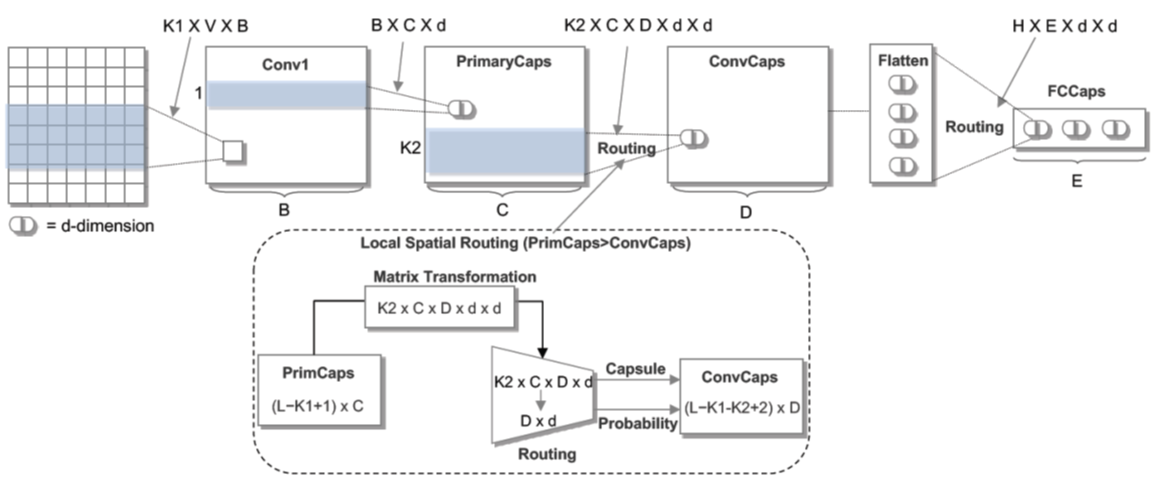 K1 X V X B
B X C X d
K2 X C X D X d X d
H X E X d X d
Conv1
PrimaryCaps
ConvCaps
Flatten
FCCaps
1
K2
Routing
Routing
B
C
D
E
= d-dimension
Local Spatial Routing (PrimCaps>ConvCaps)
Matrix Transformation
K2 x C x D x d x d
PrimCaps
(L−K1+1) x C
K2 x C x D x d
D x d
Routing
Capsule
Probability
ConvCaps
(L−K1-K2+2) x D